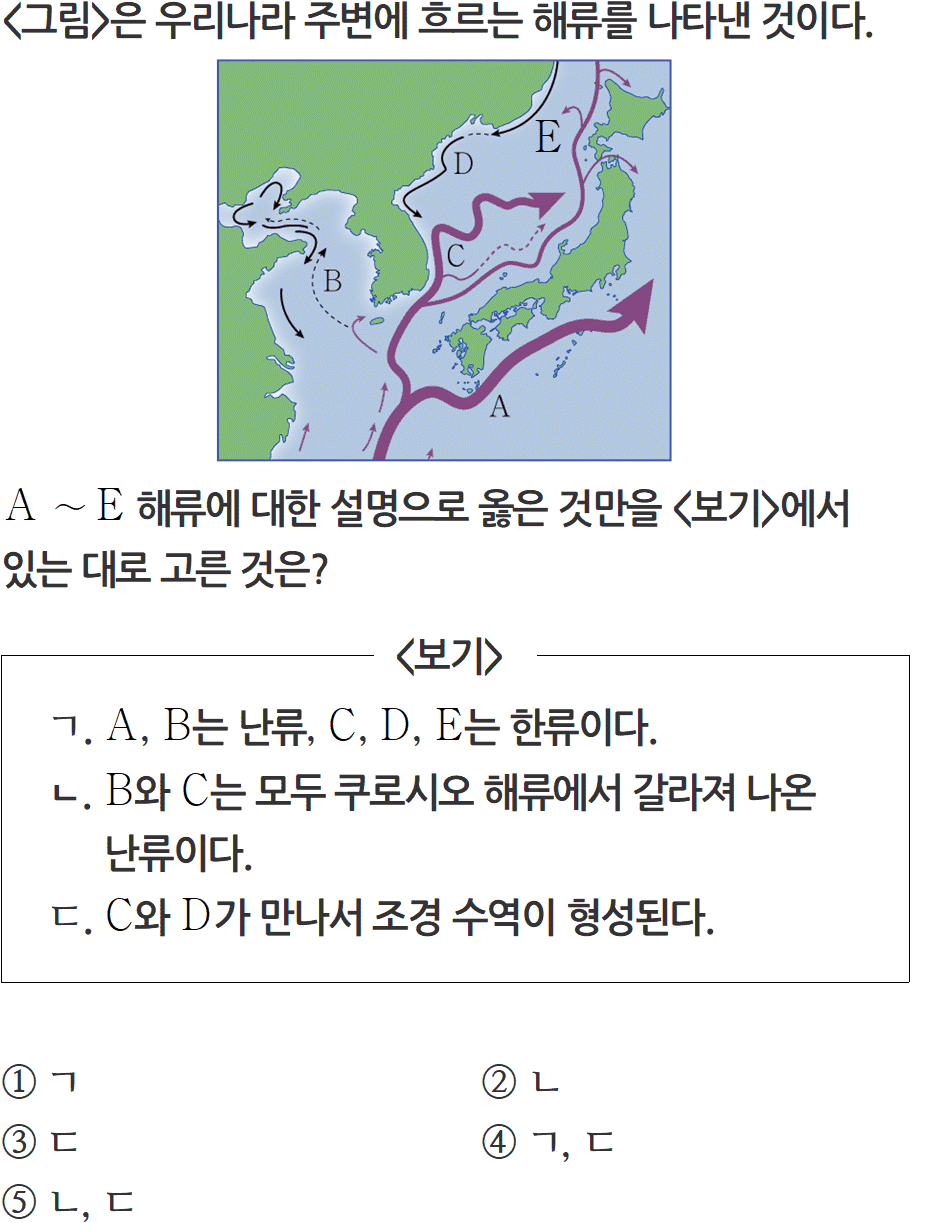 <그림>은 우리나라 주변에 흐르는 해류를 나타낸 것이다.
E
D
C
B
A
A ~ E 해류에 대한 설명으로 옳은 것만을 <보기>에서
있는 대로 고른 것은?
<보기>
ㄱ. A, B는 난류, C, D, E는 한류이다.
ㄴ. B와 C는 모두 쿠로시오 해류에서 갈라져 나온
난류이다.
ㄷ. C와 D가 만나서 조경 수역이 형성된다.
① ㄱ ② ㄴ
③ ㄷ ④ ㄱ, ㄷ
⑤ ㄴ, ㄷ